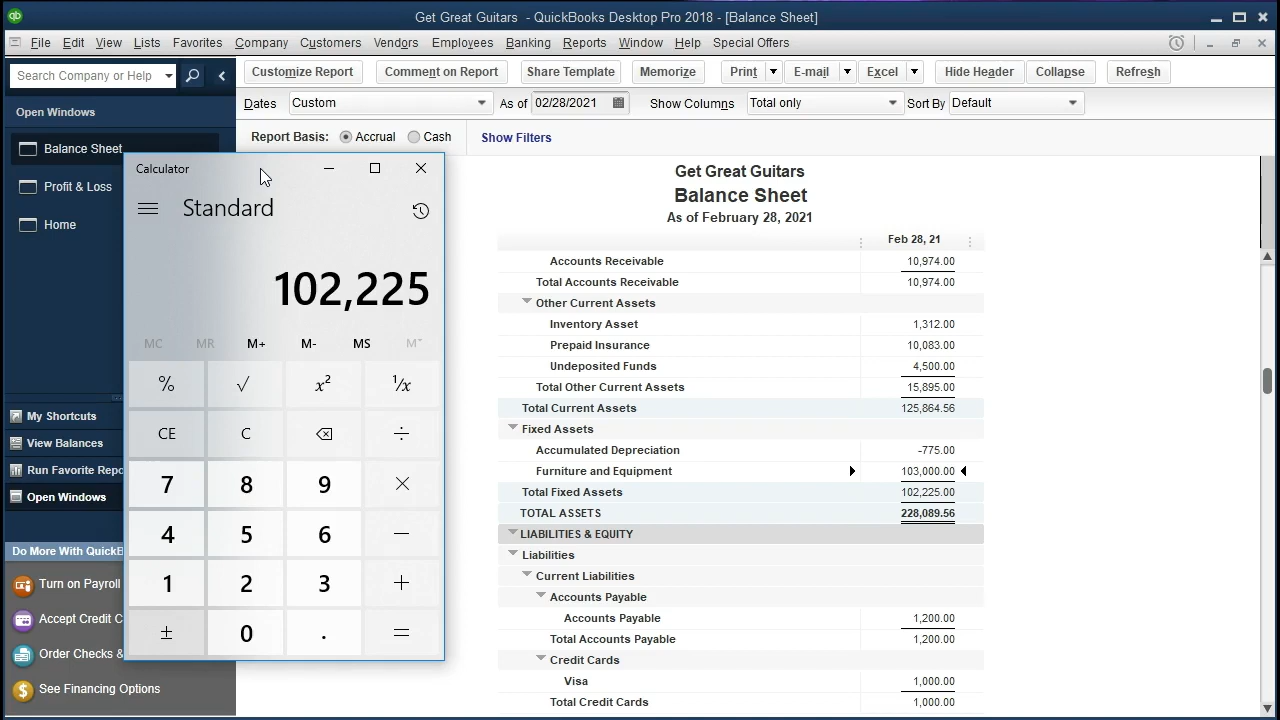 Get Great Guitars - QuickBooks Desktop Pro 2018 - [Balance Sheet]
File Edit View Lists Favorites Company Customers Vendors Employees Banking Reports Window Help Special Offers
Search Company or Help
Customize Report Comment on Report Share Template Memorize Print E-mail Excel Hide Header Collapse Refresh
Dates Custom As of 02/28/2021 Show Columns Total only Sort By Default
Report Basis: Accrual Cash Show Filters
Open Windows
Balance Sheet
Profit & Loss
Home
My Shortcuts
View Balances
Run Favorite Repo
Open Windows
Do More With QuickB
Turn on Payroll
Accept Credit C
Order Checks &
See Financing Options
Calculator
Standard
102,225
MC MR M+ M- MS M˅
% √ x² ¹/x
CE C ⌫ ÷
7 8 9 ×
4 5 6 −
1 2 3 +
± 0 . =
Get Great Guitars
Balance Sheet
As of February 28, 2021
Feb 28, 21
Accounts Receivable 10,974.00
Total Accounts Receivable 10,974.00
Other Current Assets
Inventory Asset 1,312.00
Prepaid Insurance 10,083.00
Undeposited Funds 4,500.00
Total Other Current Assets 15,895.00
Total Current Assets 125,864.56
Fixed Assets
Accumulated Depreciation -775.00
Furniture and Equipment 103,000.00
Total Fixed Assets 102,225.00
TOTAL ASSETS 228,089.56
LIABILITIES & EQUITY
Liabilities
Current Liabilities
Accounts Payable
Accounts Payable 1,200.00
Total Accounts Payable 1,200.00
Credit Cards
Visa 1,000.00
Total Credit Cards 1,000.00